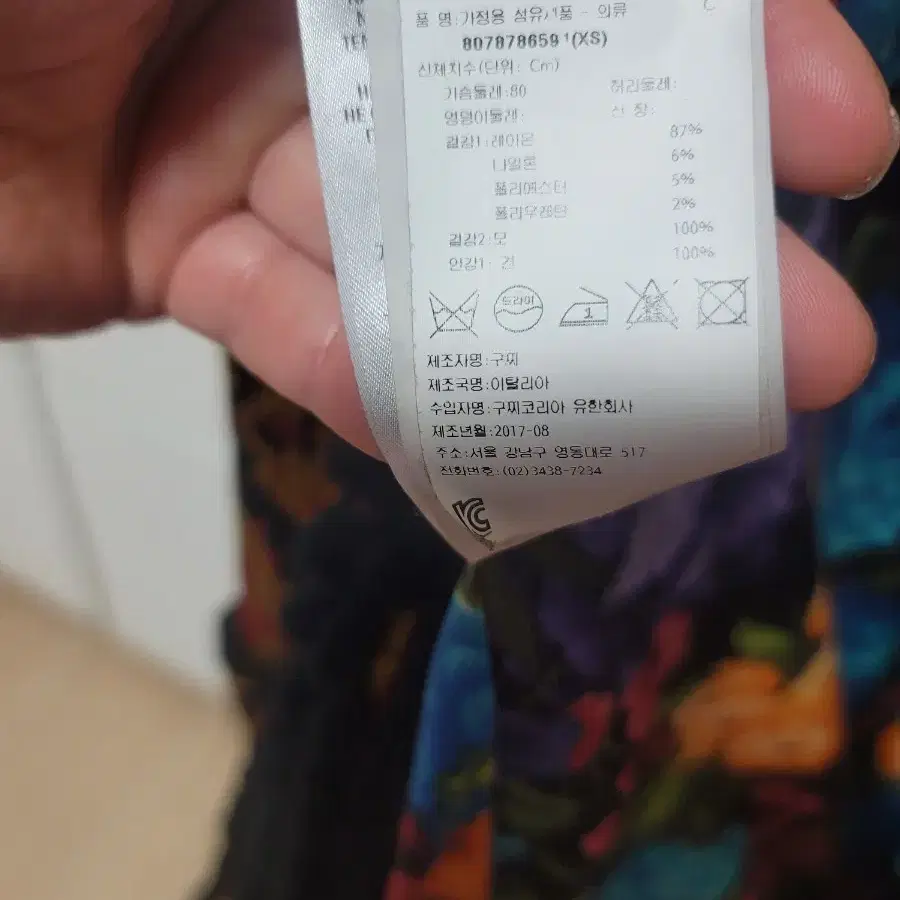 TEN
HE
C
품 명:가정용 섬유제품 - 의류
807878659 1(XS)
신체치수(단위: Cm)
가슴둘레:80 허리둘레:
엉덩이둘레: 신 장:
겉감1:레이온 87%
나일론 6%
폴리에스터 5%
폴리우레탄 2%
겉감2:모 100%
안감1: 견 100%
드라이
1
제조자명:구찌
제조국명:이탈리아
수입자명:구찌코리아 유한회사
제조년월:2017-08
주소:서울 강남구 영동대로 517
전화번호:(02)3438-7234